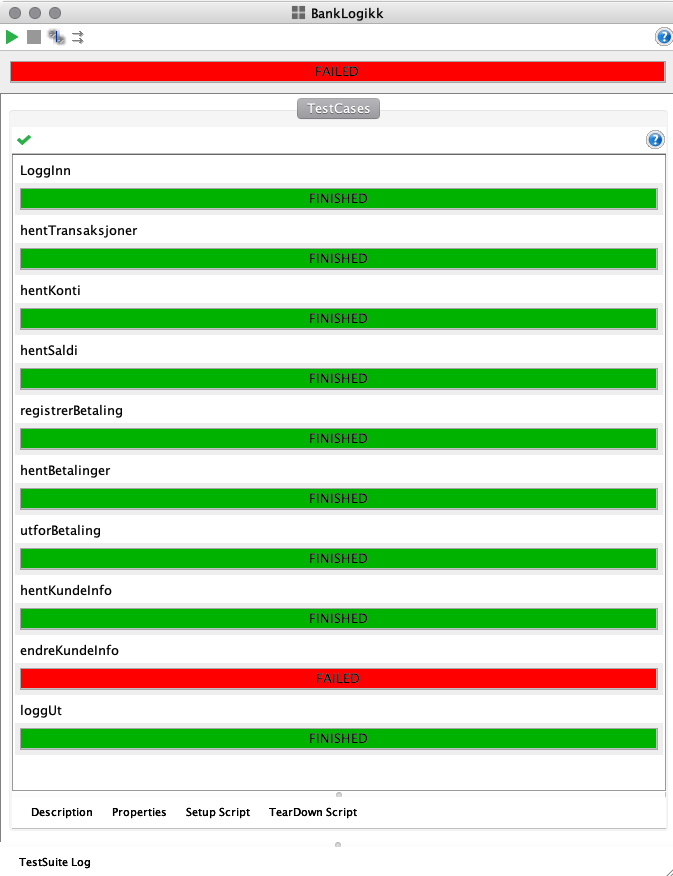 BankLogikk
FAILED
TestCases
LoggInn
FINISHED
hentTransaksjoner
FINISHED
hentKonti
FINISHED
hentSaldi
FINISHED
registrerBetaling
FINISHED
hentBetalinger
FINISHED
utforBetaling
FINISHED
hentKundeInfo
FINISHED
endreKundeInfo
FAILED
loggUt
FINISHED
Description Properties Setup Script TearDown Script
TestSuite Log